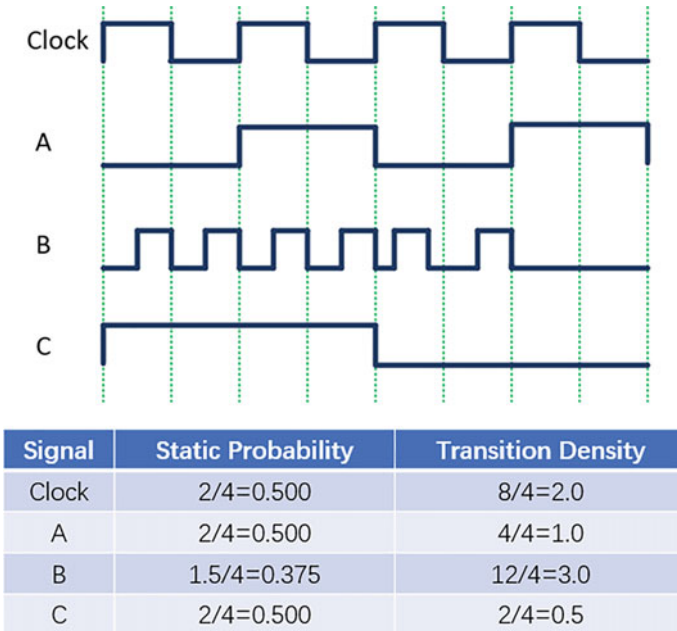 Clock
A
B
C
Signal Static Probability Transition Density
Clock 2/4=0.500 8/4=2.0
A 2/4=0.500 4/4=1.0
B 1.5/4=0.375 12/4=3.0
C 2/4=0.500 2/4=0.5